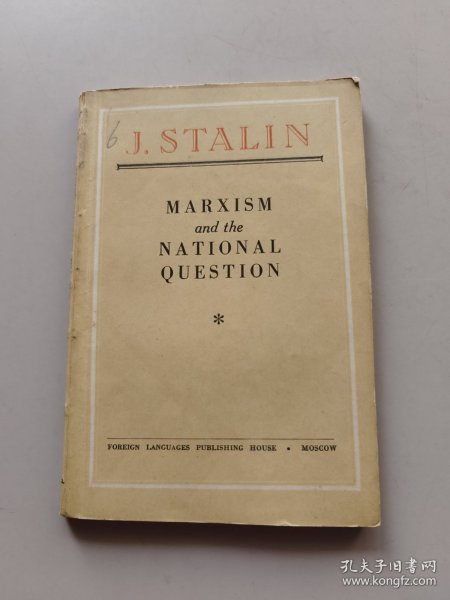 6 J. STALIN
MARXISM
and the
NATIONAL
QUESTION
*
FOREIGN LANGUAGES PUBLISHING HOUSE • MOSCOW
孔夫子旧书网
www.kongfz.com